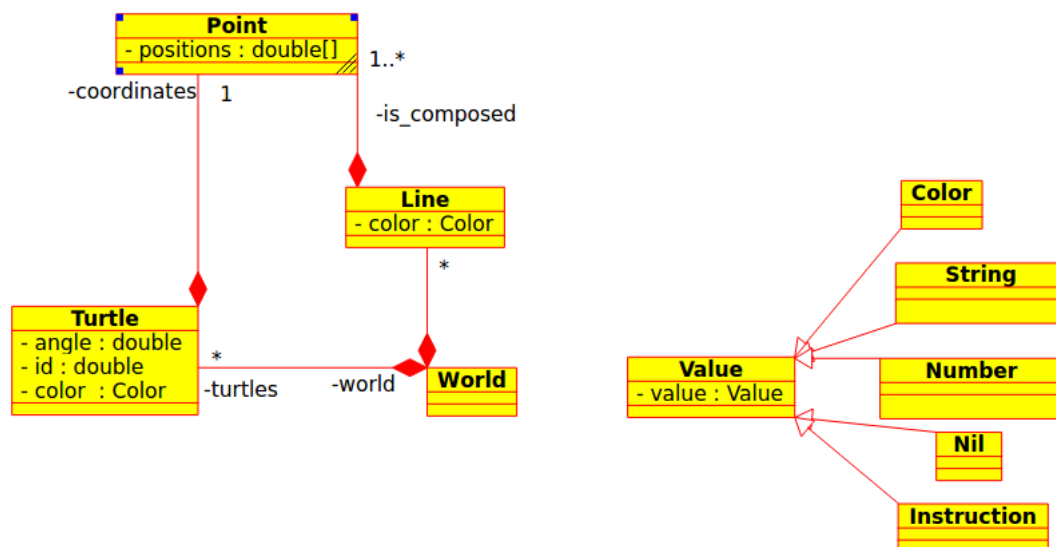 Point
- positions : double[]
1..*
-coordinates
1
-is_composed
Line
- color : Color
*
Turtle
- angle : double
- id : double
- color : Color
*
-turtles
-world
World
Color
String
Value
- value : Value
Number
Nil
Instruction